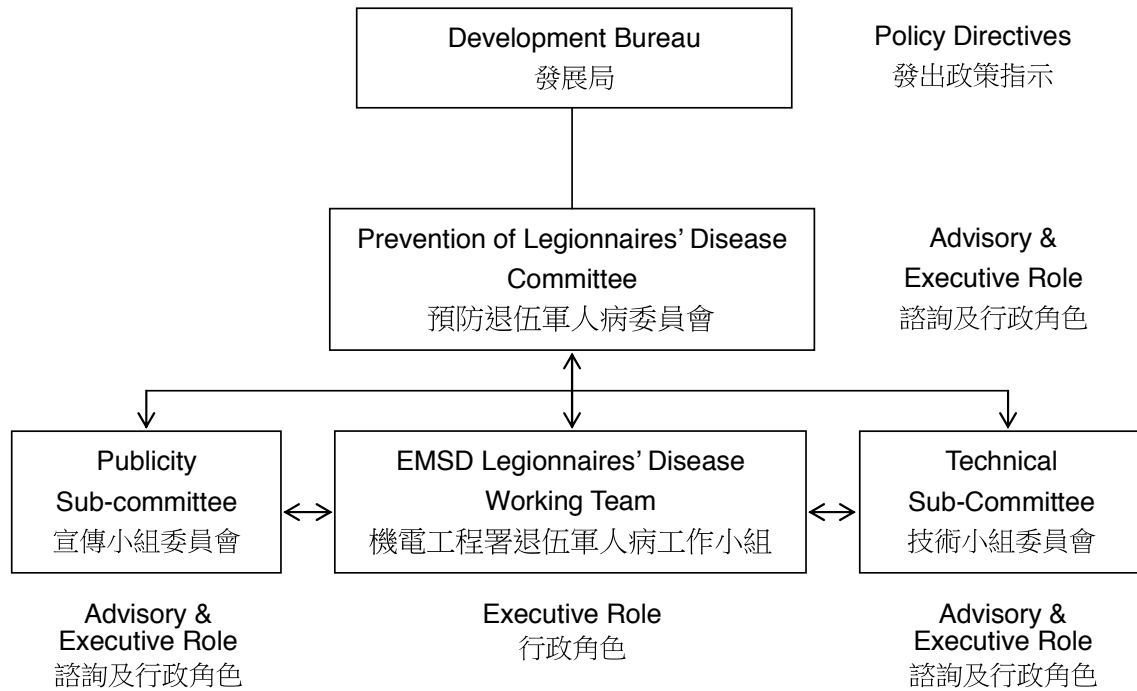 Development Bureau
發展局
Policy Directives
發出政策指示
Prevention of Legionnaires’ Disease
Committee
預防退伍軍人病委員會
Advisory &
Executive Role
諮詢及行政角色
Publicity
Sub-committee
宣傳小組委員會
EMSD Legionnaires’ Disease
Working Team
機電工程署退伍軍人病工作小組
Technical
Sub-Committee
技術小組委員會
Advisory &
Executive Role
諮詢及行政角色
Executive Role
行政角色
Advisory &
Executive Role
諮詢及行政角色